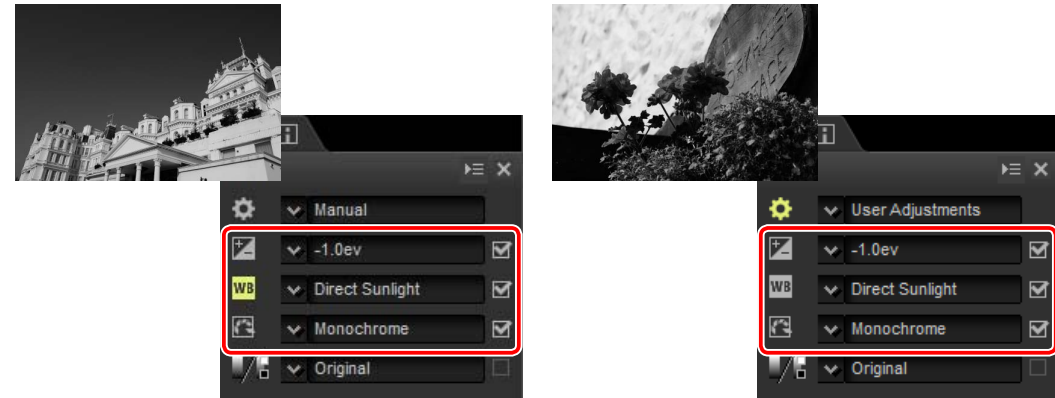 Manual
-1.0ev
WB
Direct Sunlight
Monochrome
Original
User Adjustments
-1.0ev
WB
Direct Sunlight
Monochrome
Original